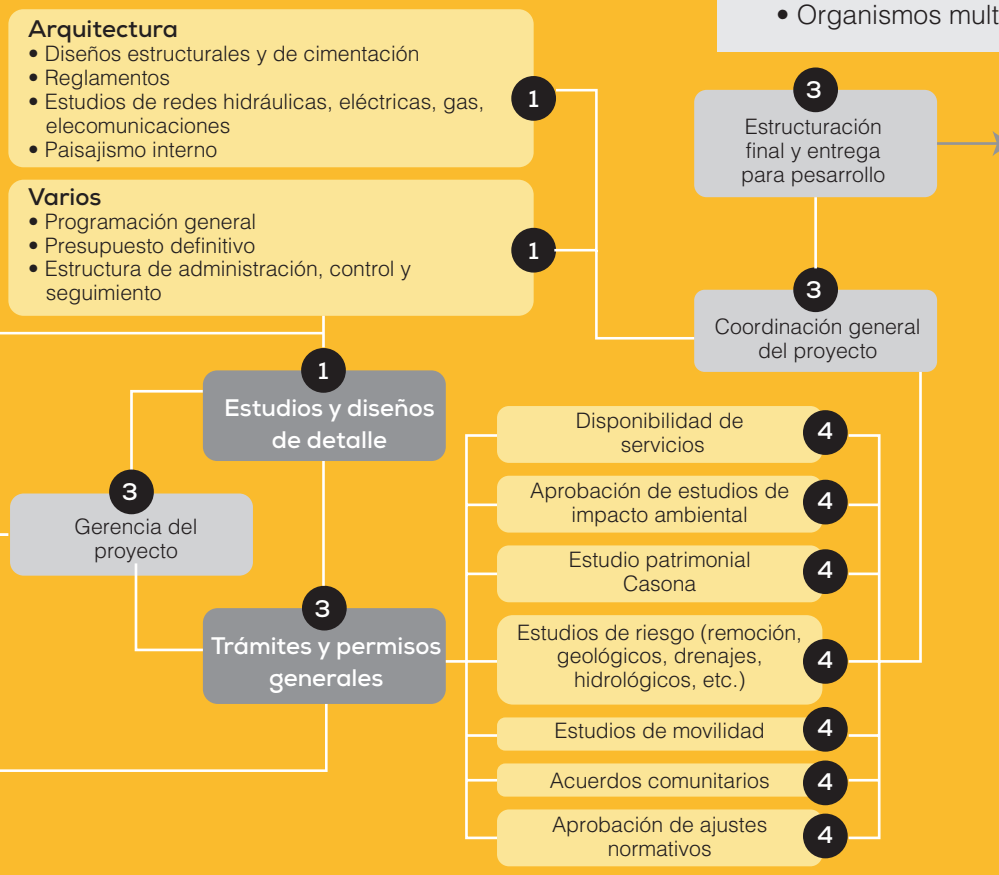 Arquitectura
• Diseños estructurales y de cimentación
• Reglamentos
• Estudios de redes hidráulicas, eléctricas, gas,
elecomunicaciones
• Paisajismo interno
1
Varios
• Programación general
• Presupuesto definitivo
• Estructura de administración, control y
seguimiento
1
• Organismos mult
3
Estructuración
final y entrega
para pesarrollo
3
Coordinación general
del proyecto
1
Estudios y diseños
de detalle
3
Gerencia del
proyecto
3
Trámites y permisos
generales
Disponibilidad de
servicios
4
Aprobación de estudios de
impacto ambiental
4
Estudio patrimonial
Casona
4
Estudios de riesgo (remoción,
geológicos, drenajes,
hidrológicos, etc.)
4
Estudios de movilidad
4
Acuerdos comunitarios
4
Aprobación de ajustes
normativos
4